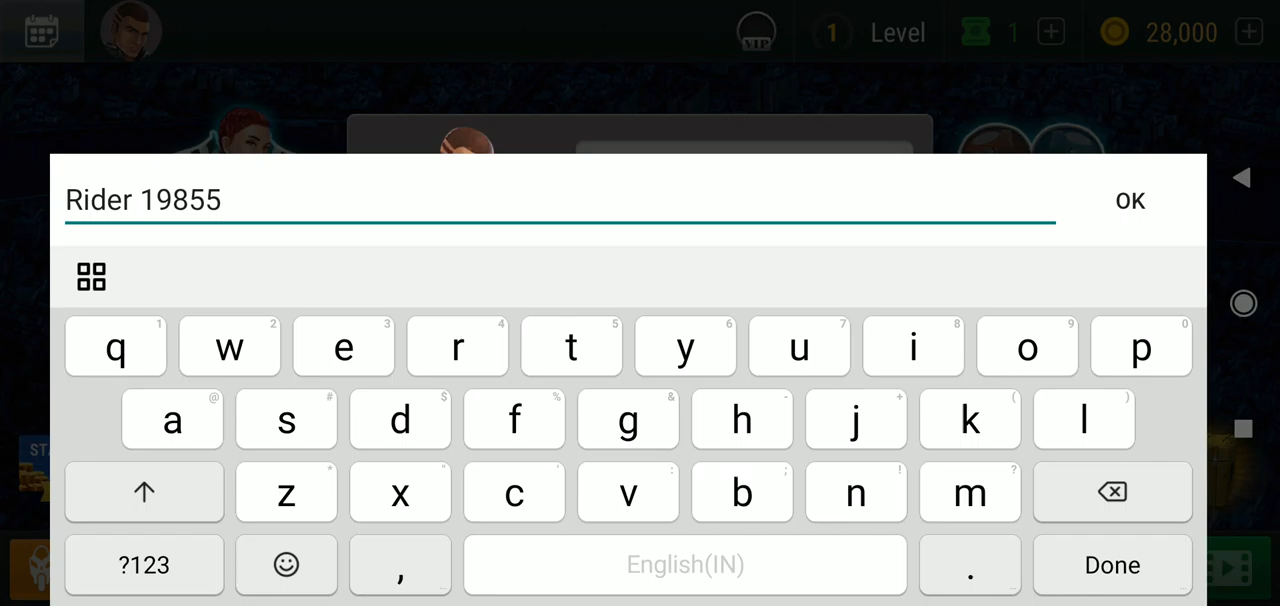 VIP
1 Level
1 +
28,000 +
Rider 19855
OK
q 1 w 2 e 3 r 4 t 5 y 6 u 7 i 8 o 9 p 0
a @ s # d $ f % g & h - j + k ( l )
z * x " c ' v : b ; n ! m ?
?123 , English(IN) . Done